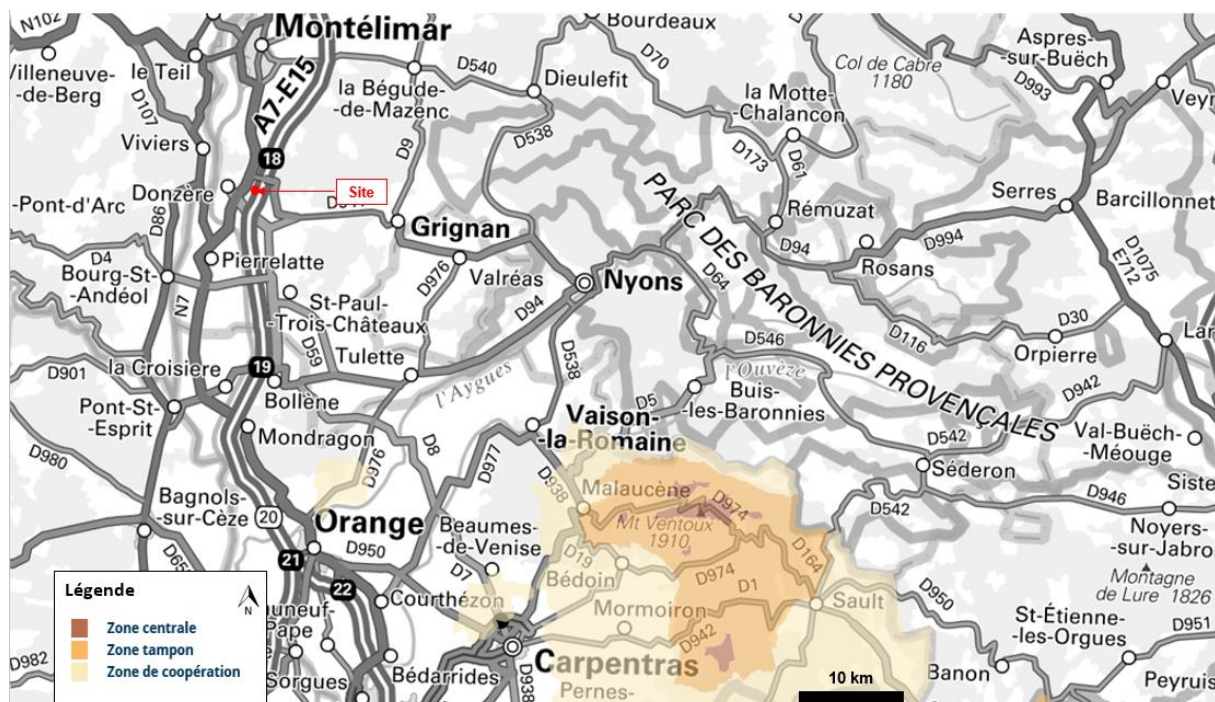 N102
Montélimar
Bourdeaux
Aspres-
-sur-Buëch
Villeneuve-
-de-Berg
le Teil
A7-E15
D540
Dieulefit
D70
Col de Cabre
1180
D993
la Bégude-
-de-Mazenc
la Motte-
-Chalancon
D107
Viviers
18
D9
D538
D173
D61
Donzère
Site
Serres
Barcillonnet
-Pont-d'Arc
D86
Grignan
PARC DES BARONNIES PROVENÇALES
Rémuzat
D94
D994
D4
Pierrelatte
D976
Valréas
Nyons
D64
Rosans
D1075
E712
Bourg-St-
-Andéol
N7
St-Paul-
-Trois-Châteaux
D94
D30
D59
Tulette
D538
D546
D116
Orpierre
la Croisière
19
l'Aygues
l'Ouvèze
D901
Bollène
D5
Buis-
-les-Baronnies
D942
Pont-St-
-Esprit
Mondragon
Vaison-
-la-Romaine
Val-Buëch-
-Méouge
D980
D976
D8
D977
D542
Séderon
Bagnols-
-sur-Cèze
20
D938
Malaucène
D974
D946
Orange
Beaumes-
-de-Venise
Mt Ventoux
1910
D542
Noyers-
-sur-Jabro
21
D950
D19
D164
Bédoin
D974
D1
Montagne
de Lure 1826
22
D7
Courthézon
Mormoiron
Sault
D950
St-Étienne-
-les-Orgues
D942
D951
D982
Carpentras
Banon
Sorgues
Bédarrides
D938
Pernes-
Peyruis
Légende
N
Zone centrale
Zone tampon
Zone de coopération
10 km